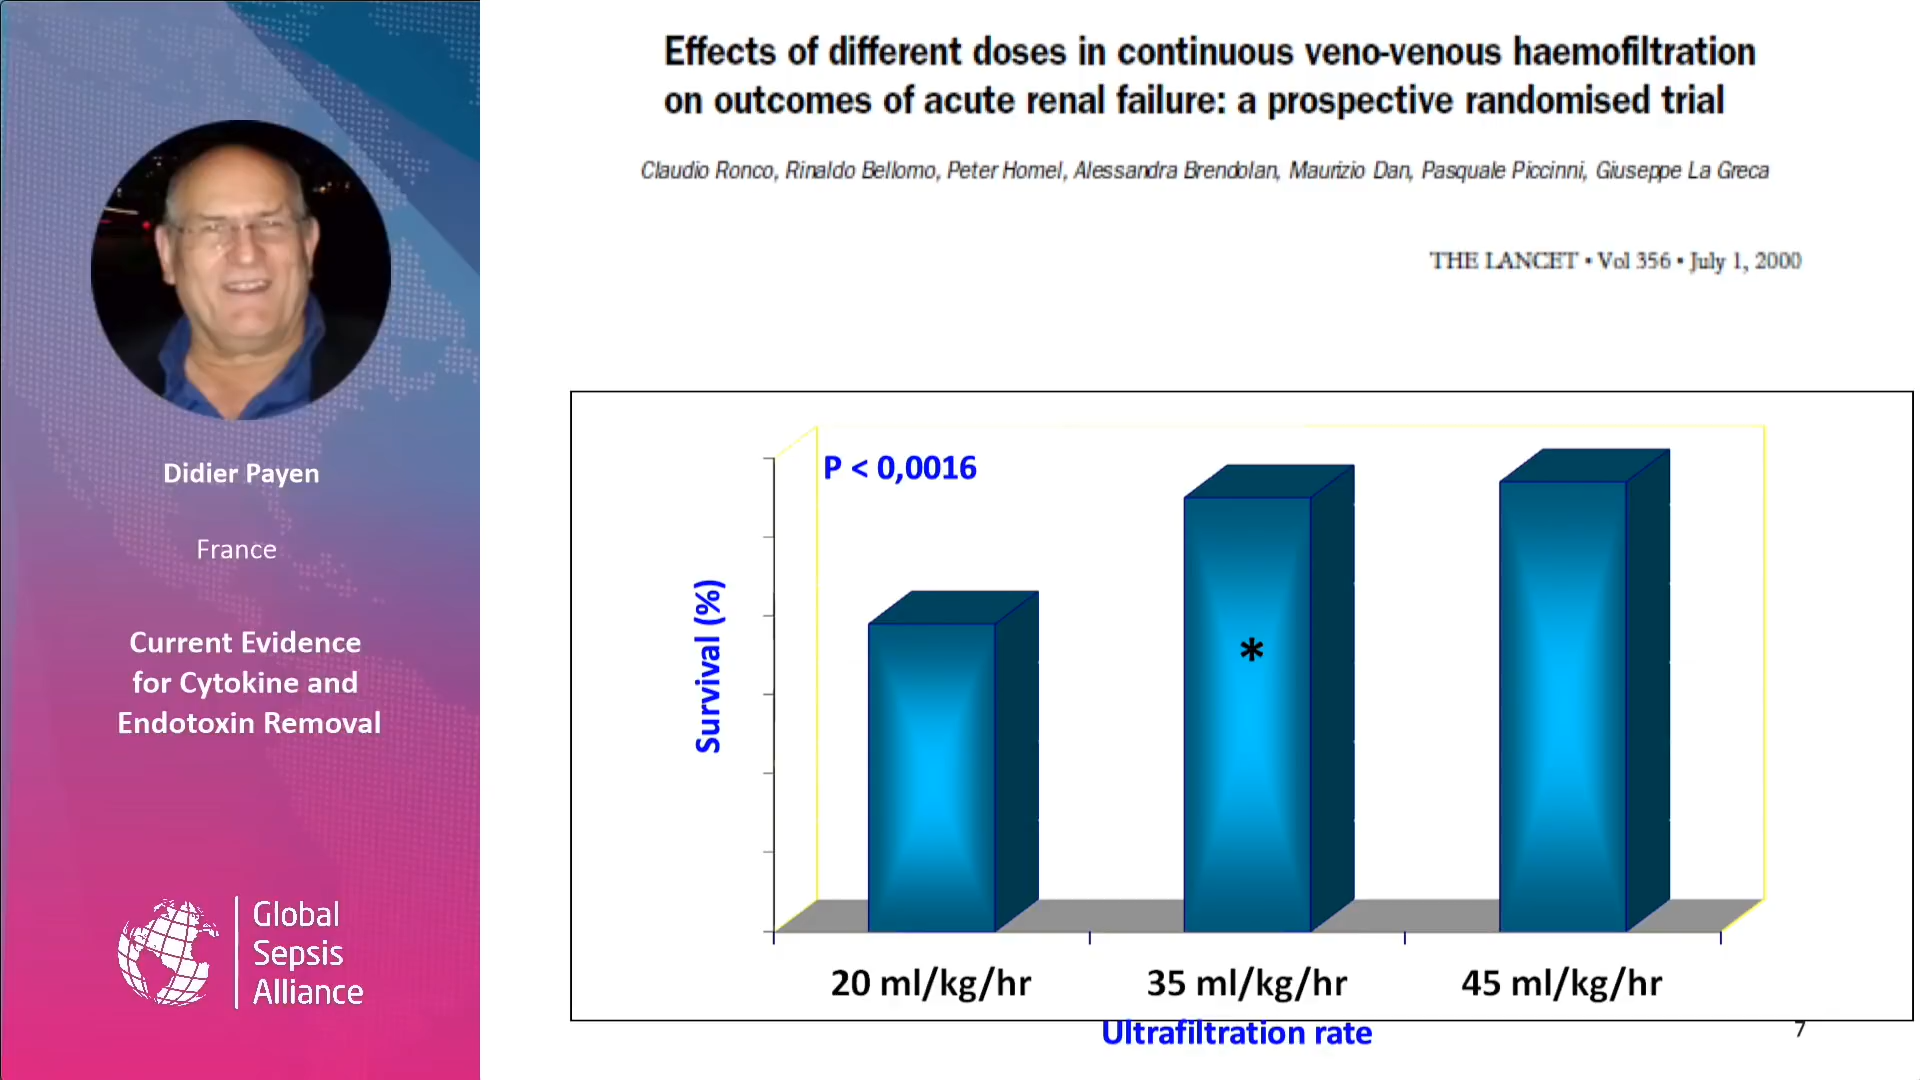 Didier Payen
France
Current Evidence
for Cytokine and
Endotoxin Removal
Global
Sepsis
Alliance
Effects of different doses in continuous veno-venous haemofiltration
on outcomes of acute renal failure: a prospective randomised trial
Claudio Ronco, Rinaldo Bellomo, Peter Homel, Alessandra Brendolan, Maurizio Dan, Pasquale Piccinni, Giuseppe La Greca
THE LANCET • Vol 356 • July 1, 2000
P < 0,0016
Survival (%)
*
20 ml/kg/hr
35 ml/kg/hr
45 ml/kg/hr
Ultrafiltration rate
7